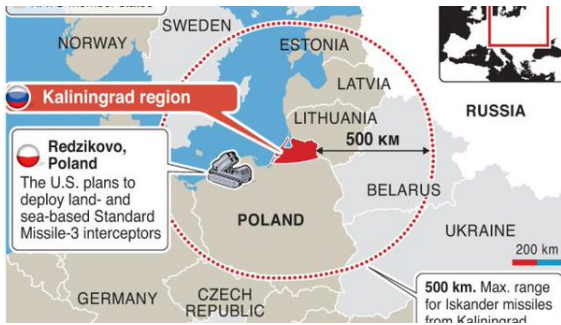 SWEDEN
NORWAY
ESTONIA
LATVIA
Kaliningrad region
LITHUANIA
RUSSIA
500 KM
Redzikovo,
Poland
The U.S. plans to
deploy land- and
sea-based Standard
Missile-3 interceptors
BELARUS
POLAND
UKRAINE
200 km
GERMANY
CZECH
REPUBLIC
500 km. Max. range
for Iskander missiles
from Kaliningrad